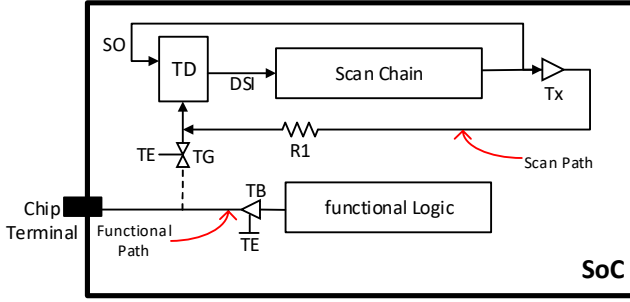 SO
TD
DSI
Scan Chain
Tx
TE
TG
R1
Scan Path
Chip
Terminal
Functional
Path
TB
TE
functional Logic
SoC